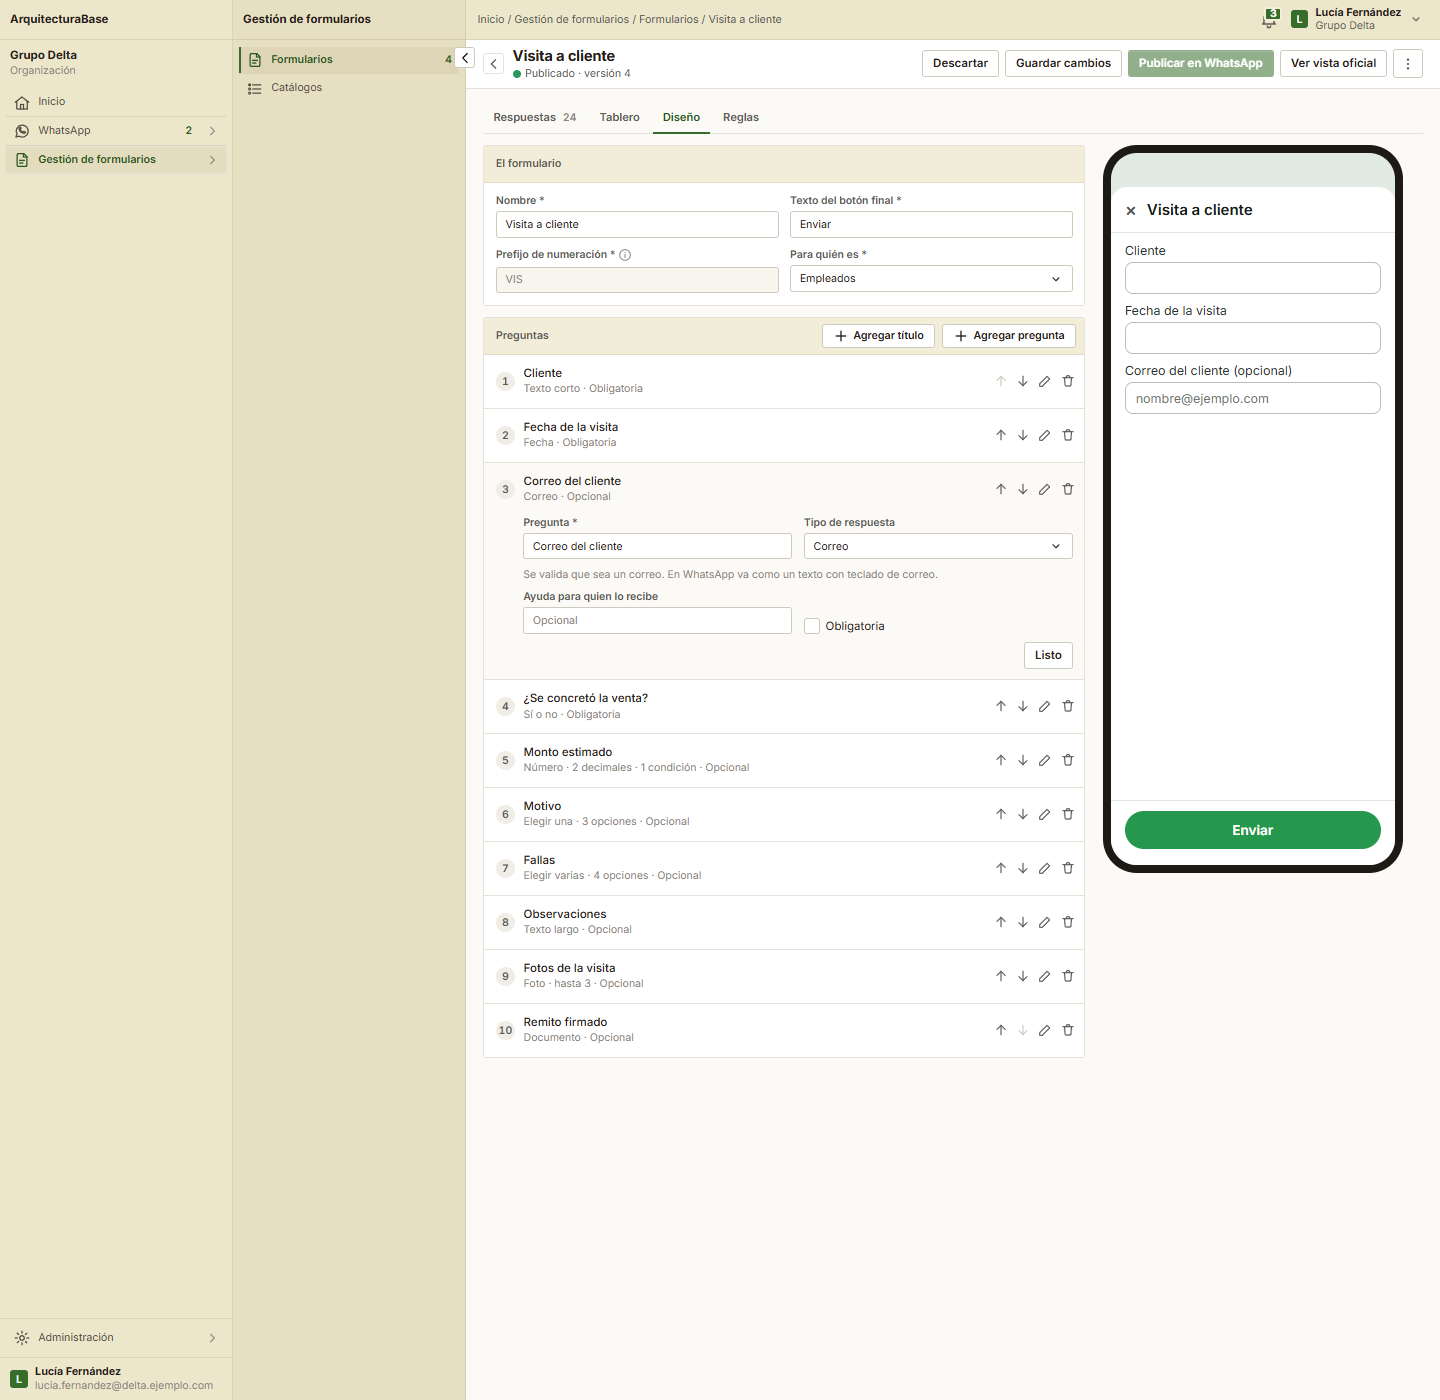 ArquitecturaBase
Grupo Delta
Organización
Inicio
WhatsApp 2
Gestión de formularios
Administración
L Lucía Fernández
lucia.fernandez@delta.ejemplo.com
Gestión de formularios
Formularios 4
Catálogos
Inicio / Gestión de formularios / Formularios / Visita a cliente
3
L Lucía Fernández
Grupo Delta
Visita a cliente
Publicado · versión 4
Descartar
Guardar cambios
Publicar en WhatsApp
Ver vista oficial
Respuestas 24 Tablero Diseño Reglas
El formulario
Nombre * Texto del botón final *
Visita a cliente Enviar
Prefijo de numeración * Para quién es *
VIS Empleados
Preguntas Agregar título Agregar pregunta
1 Cliente
Texto corto · Obligatoria
2 Fecha de la visita
Fecha · Obligatoria
3 Correo del cliente
Correo · Opcional
Pregunta * Tipo de respuesta
Correo del cliente Correo
Se valida que sea un correo. En WhatsApp va como un texto con teclado de correo.
Ayuda para quien lo recibe
Opcional Obligatoria
Listo
4 ¿Se concretó la venta?
Sí o no · Obligatoria
5 Monto estimado
Número · 2 decimales · 1 condición · Opcional
6 Motivo
Elegir una · 3 opciones · Opcional
7 Fallas
Elegir varias · 4 opciones · Opcional
8 Observaciones
Texto largo · Opcional
9 Fotos de la visita
Foto · hasta 3 · Opcional
10 Remito firmado
Documento · Opcional
Visita a cliente
Cliente
Fecha de la visita
Correo del cliente (opcional)
nombre@ejemplo.com
Enviar